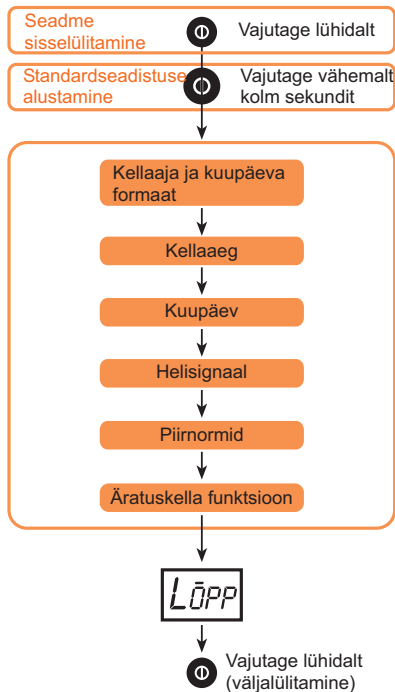 Seadme
sisselülitamine
Vajutage lühidalt
Standardseadistuse
alustamine
Vajutage vähemalt
kolm sekundit
Kellaaja ja kuupäeva
formaat
Kellaaeg
Kuupäev
Helisignaal
Piirnormid
Äratuskella funktsioon
Lōpp
Vajutage lühidalt
(väljalülitamine)